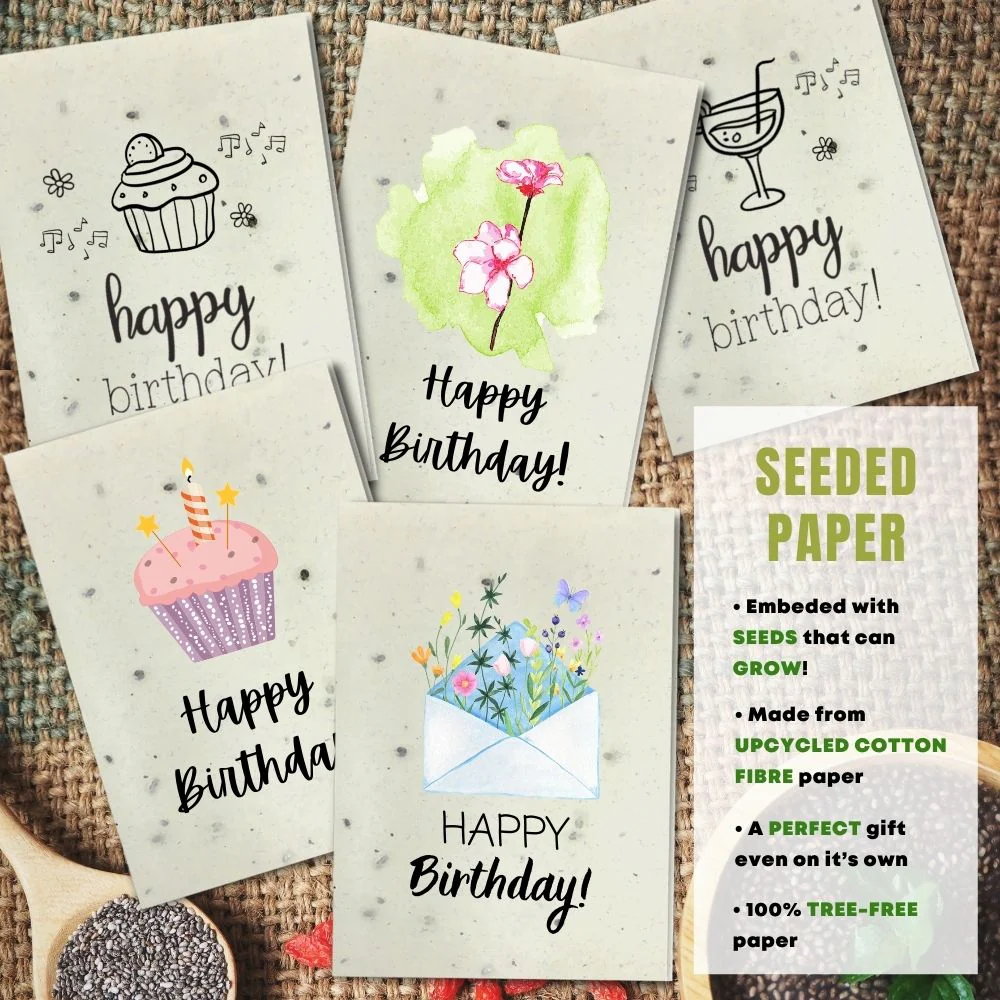 happy
birthday!
Happy
Birthday!
happy
birthday!
Happy
Birthda
HAPPY
Birthday!
SEEDED
PAPER
• Embeded with
SEEDS that can
GROW!
• Made from
UPCYCLED COTTON
FIBRE paper
• A PERFECT gift
even on it's own
• 100% TREE-FREE
paper